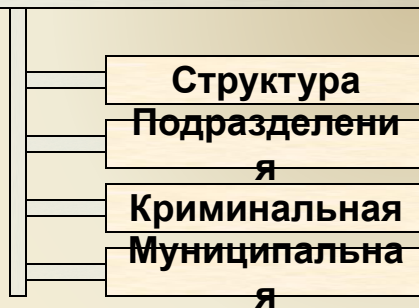 Структура
Подразделени
я
Криминальная
Муниципальна
я